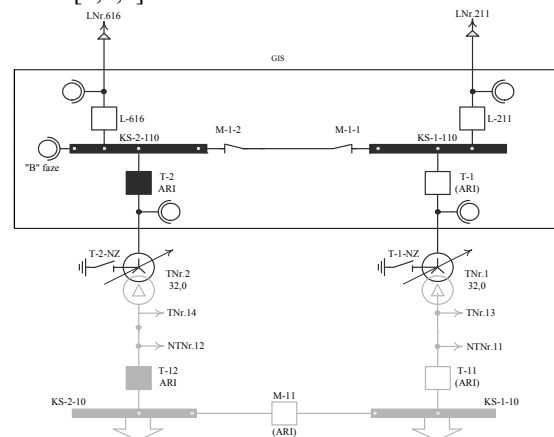 LNr.616
LNr.211
GIS
L-616
L-211
KS-2-110
M-1-2
M-1-1
KS-1-110
"B" faze
T-2
ARI
T-1
(ARI)
T-2-NZ
T-1-NZ
TNr.2
32,0
TNr.1
32,0
TNr.14
TNr.13
NTNr.12
NTNr.11
T-12
ARI
T-11
(ARI)
KS-2-10
M-11
(ARI)
KS-1-10